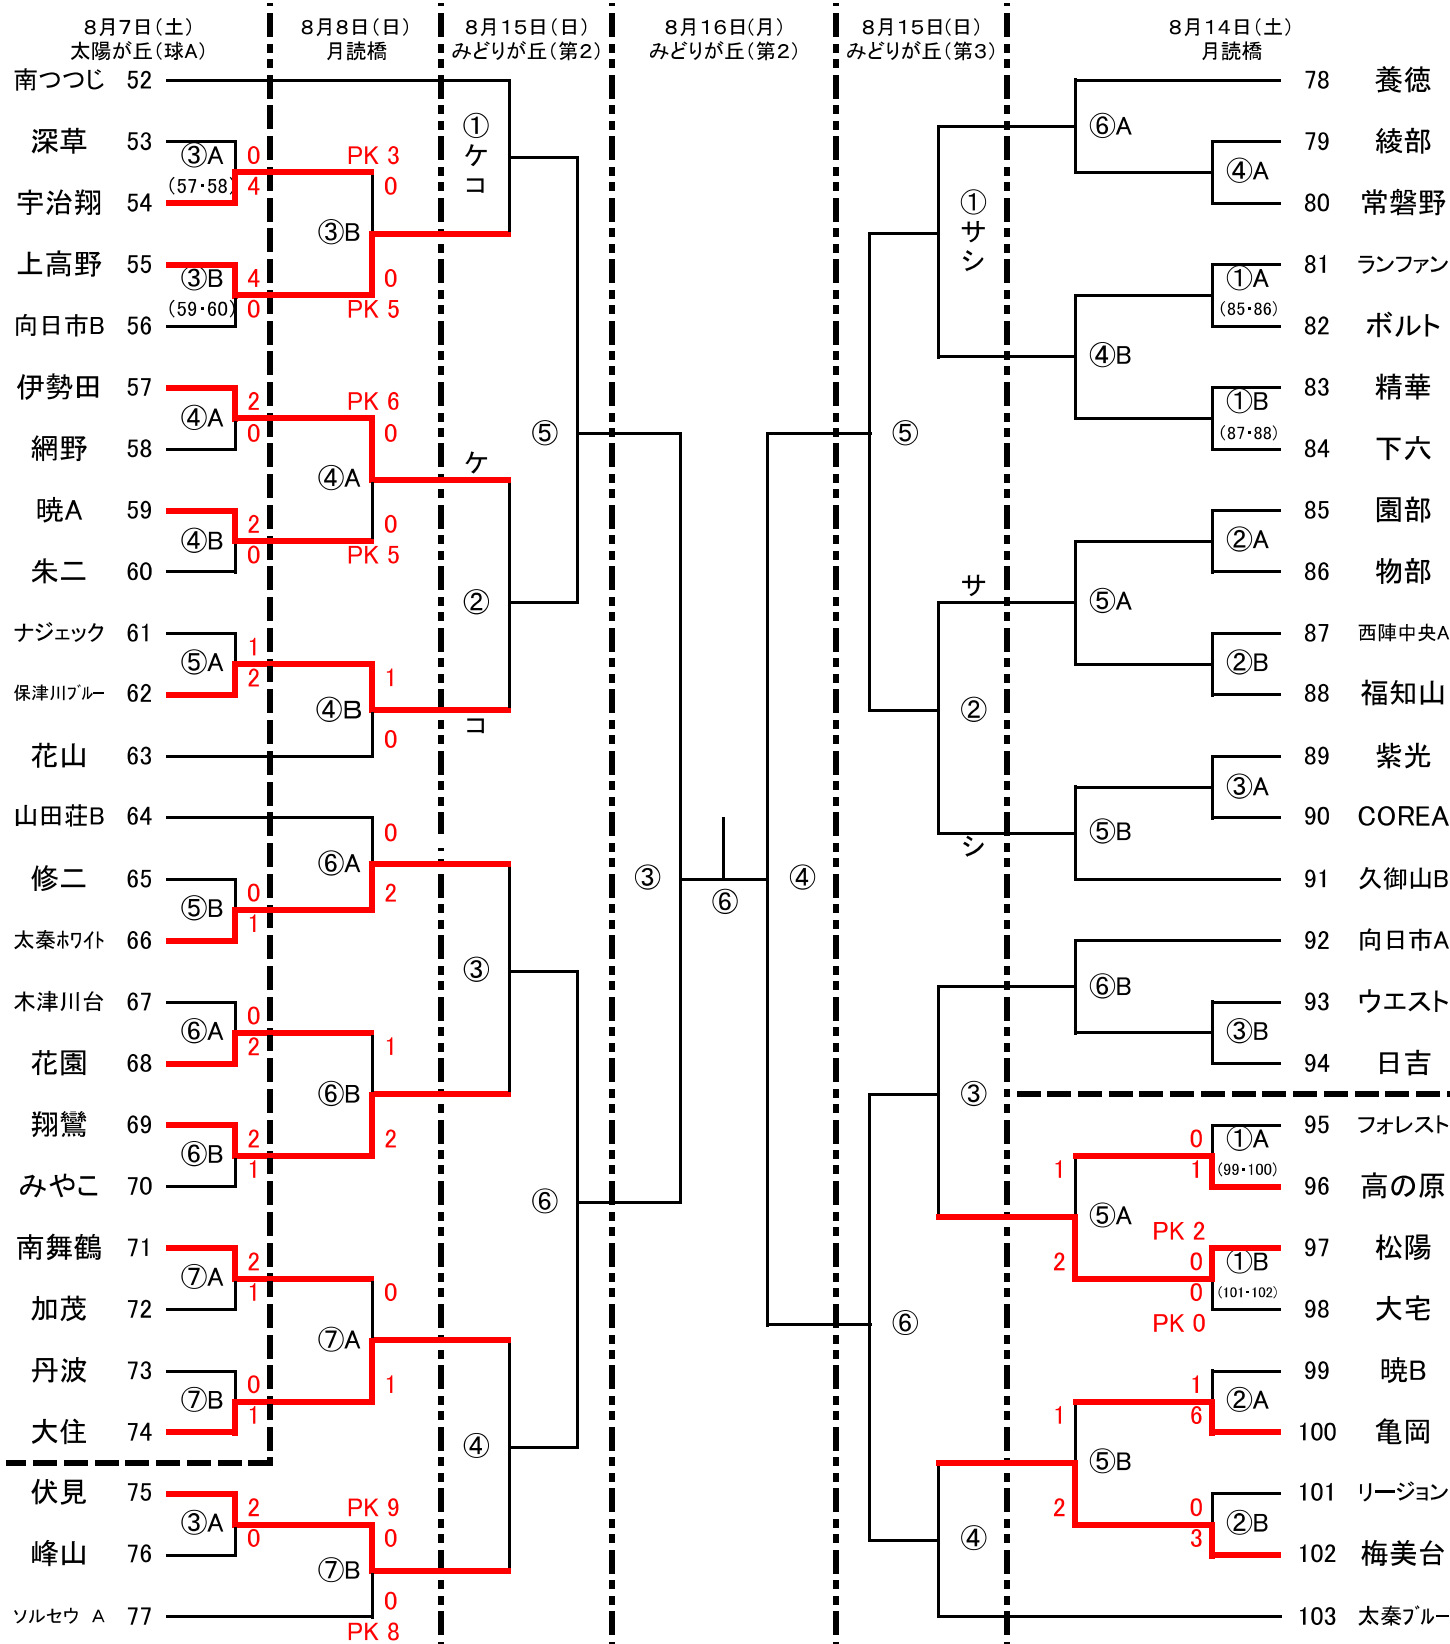 8月7日(土)
太陽が丘(球A)
8月8日(日)
月読橋
8月15日(日)
みどりが丘(第2)
8月16日(月)
みどりが丘(第2)
8月15日(日)
みどりが丘(第3)
8月14日(土)
月読橋
南つつじ 52
深草 53
宇治翔 54
上高野 55
向日市B 56
伊勢田 57
網野 58
暁A 59
朱二 60
ナジェック 61
保津川ブルー 62
花山 63
山田荘B 64
修二 65
太秦ホワイト 66
木津川台 67
花園 68
翔鸞 69
みやこ 70
南舞鶴 71
加茂 72
丹波 73
大住 74
伏見 75
峰山 76
ソルセウ A 77
③A
(57・58)
0
4
③B
(59・60)
4
0
④A
2
0
④B
2
0
⑤A
1
2
⑤B
0
1
⑥A
0
2
⑥B
2
1
⑦A
2
1
⑦B
0
1
③A
2
0
PK 3
0
③B
0
PK 5
PK 6
0
④A
0
PK 5
1
④B
0
0
⑥A
2
1
⑥B
2
0
⑦A
1
PK 9
0
⑦B
0
PK 8
①
ケ
コ
ケ
②
コ
③
④
⑤
⑥
③
⑥
④
⑤
⑥
①
サ
シ
サ
②
シ
③
④
⑥A
④B
⑤A
⑤B
⑥B
1
⑤A
2
1
⑤B
2
④A
①A
(85・86)
①B
(87・88)
②A
②B
③A
③B
0
①A
1
(99・100)
PK 2
0
①B
0
(101・102)
PK 0
1
②A
6
0
②B
3
78 養徳
79 綾部
80 常磐野
81 ランファン
82 ボルト
83 精華
84 下六
85 園部
86 物部
87 西陣中央A
88 福知山
89 紫光
90 COREA
91 久御山B
92 向日市A
93 ウエスト
94 日吉
95 フォレスト
96 高の原
97 松陽
98 大宅
99 暁B
100 亀岡
101 リージョン
102 梅美台
103 太秦ブルー